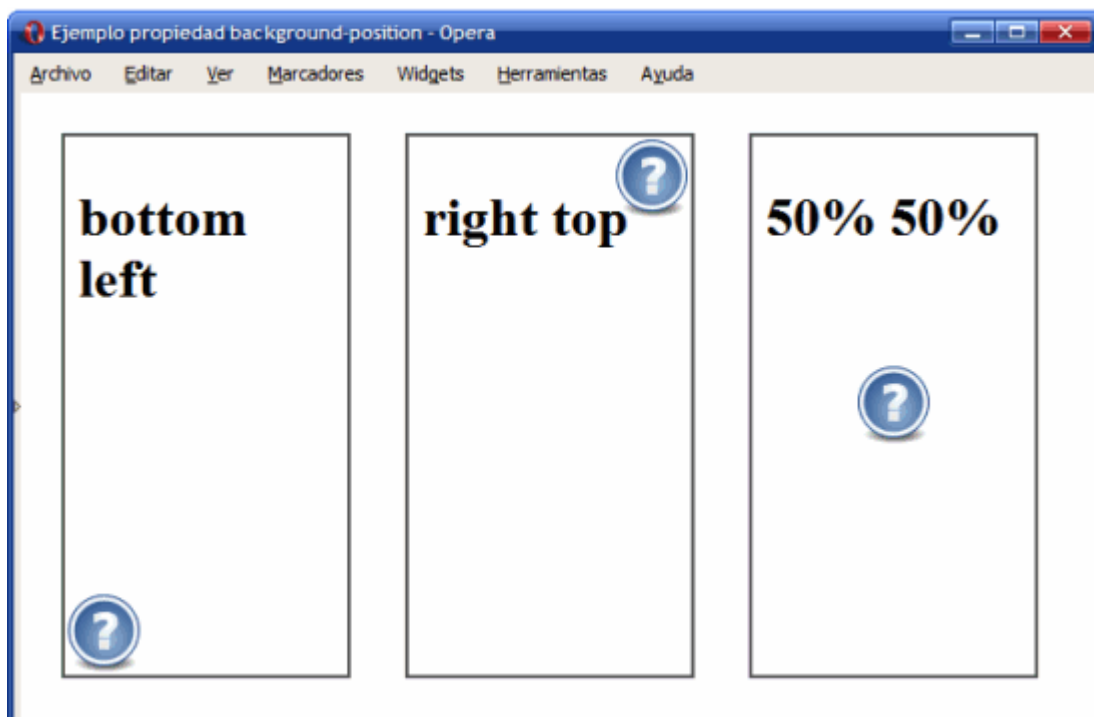 Ejemplo propiedad background-position - Opera
Archivo Editar Ver Marcadores Widgets Herramientas Ayuda
bottom
left
right top
50% 50%
?
?
?